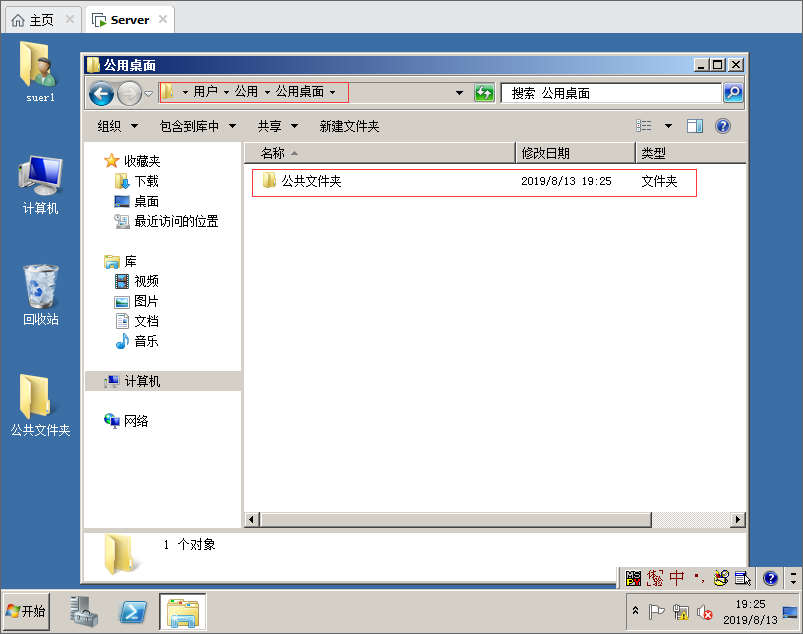 主页
Server
suer1
计算机
回收站
公共文件夹
公用桌面
用户 公用 公用桌面
搜索 公用桌面
组织 包含到库中 共享 新建文件夹
名称 修改日期 类型
公共文件夹 2019/8/13 19:25 文件夹
收藏夹
下载
桌面
最近访问的位置
库
视频
图片
文档
音乐
计算机
网络
1 个对象
中
开始
19:25
2019/8/13